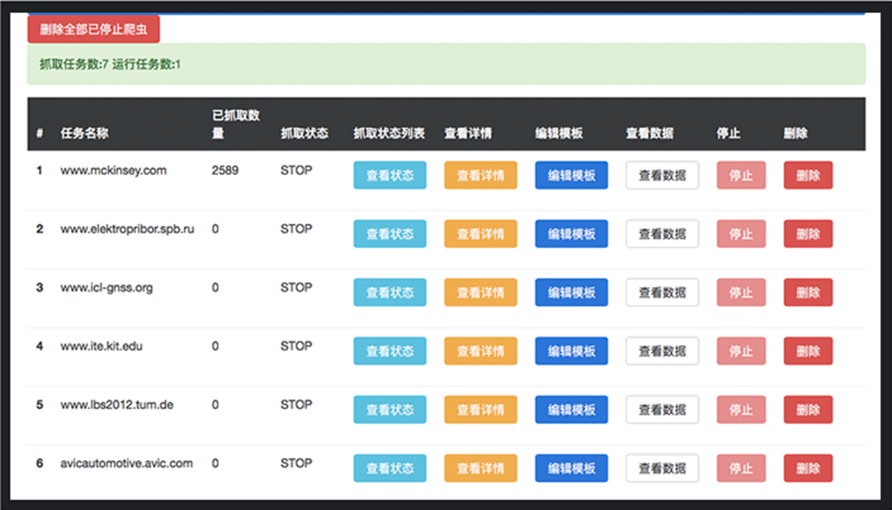 删除全部已停止爬虫
抓取任务数:7 运行任务数:1
# 任务名称 已抓取数量 抓取状态 抓取状态列表 查看详情 编辑模板 查看数据 停止 删除
1 www.mckinsey.com 2589 STOP 查看状态 查看详情 编辑模板 查看数据 停止 删除
2 www.elektropribor.spb.ru 0 STOP 查看状态 查看详情 编辑模板 查看数据 停止 删除
3 www.icl-gnss.org 0 STOP 查看状态 查看详情 编辑模板 查看数据 停止 删除
4 www.ite.kit.edu 0 STOP 查看状态 查看详情 编辑模板 查看数据 停止 删除
5 www.lbs2012.tum.de 0 STOP 查看状态 查看详情 编辑模板 查看数据 停止 删除
6 avicautomotive.avic.com 0 STOP 查看状态 查看详情 编辑模板 查看数据 停止 删除